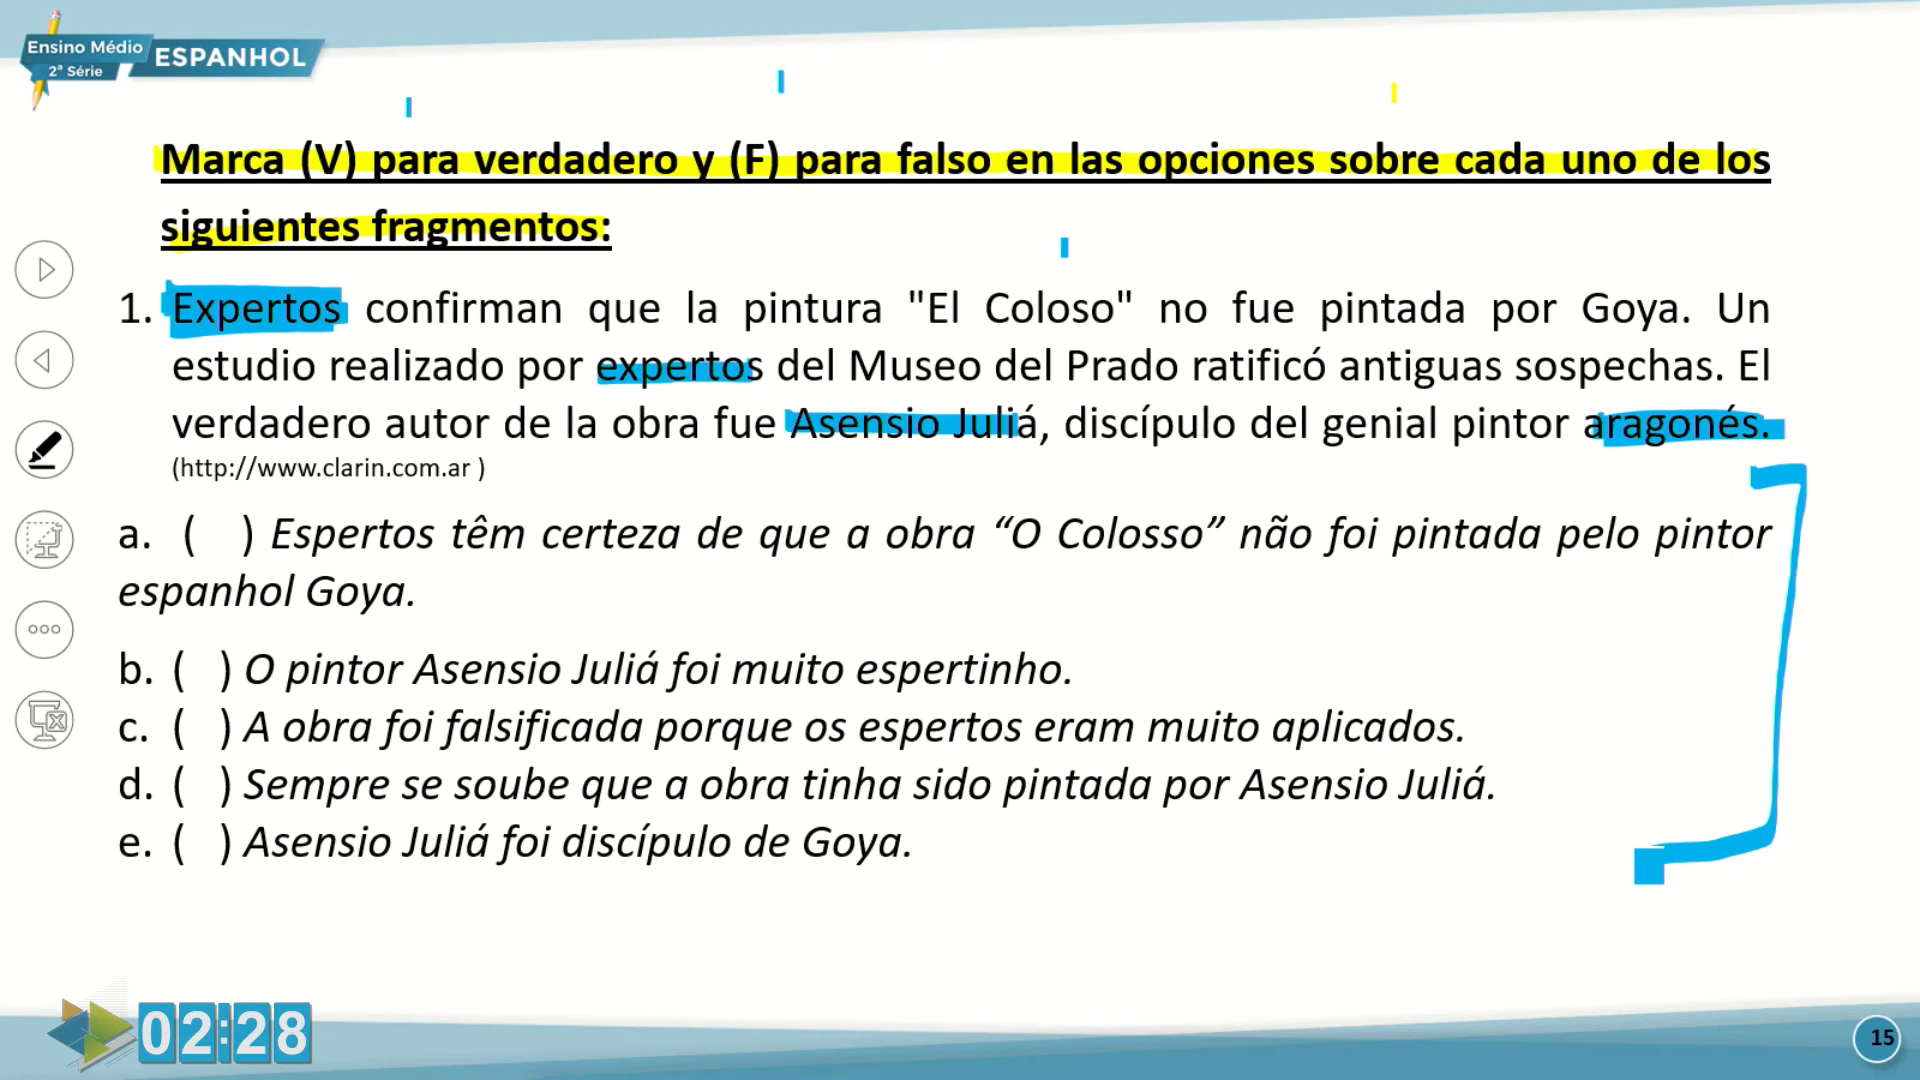 Ensino Médio
2ª Série
ESPANHOL
Marca (V) para verdadero y (F) para falso en las opciones sobre cada uno de los
siguientes fragmentos:
1. Expertos confirman que la pintura "El Coloso" no fue pintada por Goya. Un
estudio realizado por expertos del Museo del Prado ratificó antiguas sospechas. El
verdadero autor de la obra fue Asensio Juliá, discípulo del genial pintor aragonés.
(http://www.clarin.com.ar )
a. ( ) Espertos têm certeza de que a obra “O Colosso” não foi pintada pelo pintor
espanhol Goya.
b. ( ) O pintor Asensio Juliá foi muito espertinho.
c. ( ) A obra foi falsificada porque os espertos eram muito aplicados.
d. ( ) Sempre se soube que a obra tinha sido pintada por Asensio Juliá.
e. ( ) Asensio Juliá foi discípulo de Goya.
02:28
15